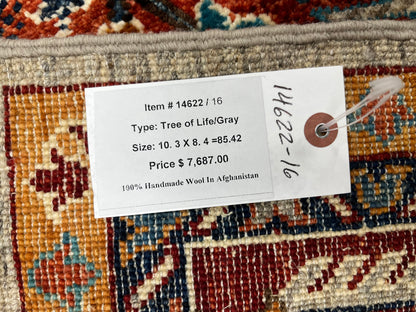 Item # 14622 / 16
Type: Tree of Life/Gray
Size: 10. 3 X 8. 4 =85.42
Price $ 7,687.00
100% Handmade Wool In Afghanistan
14622-16